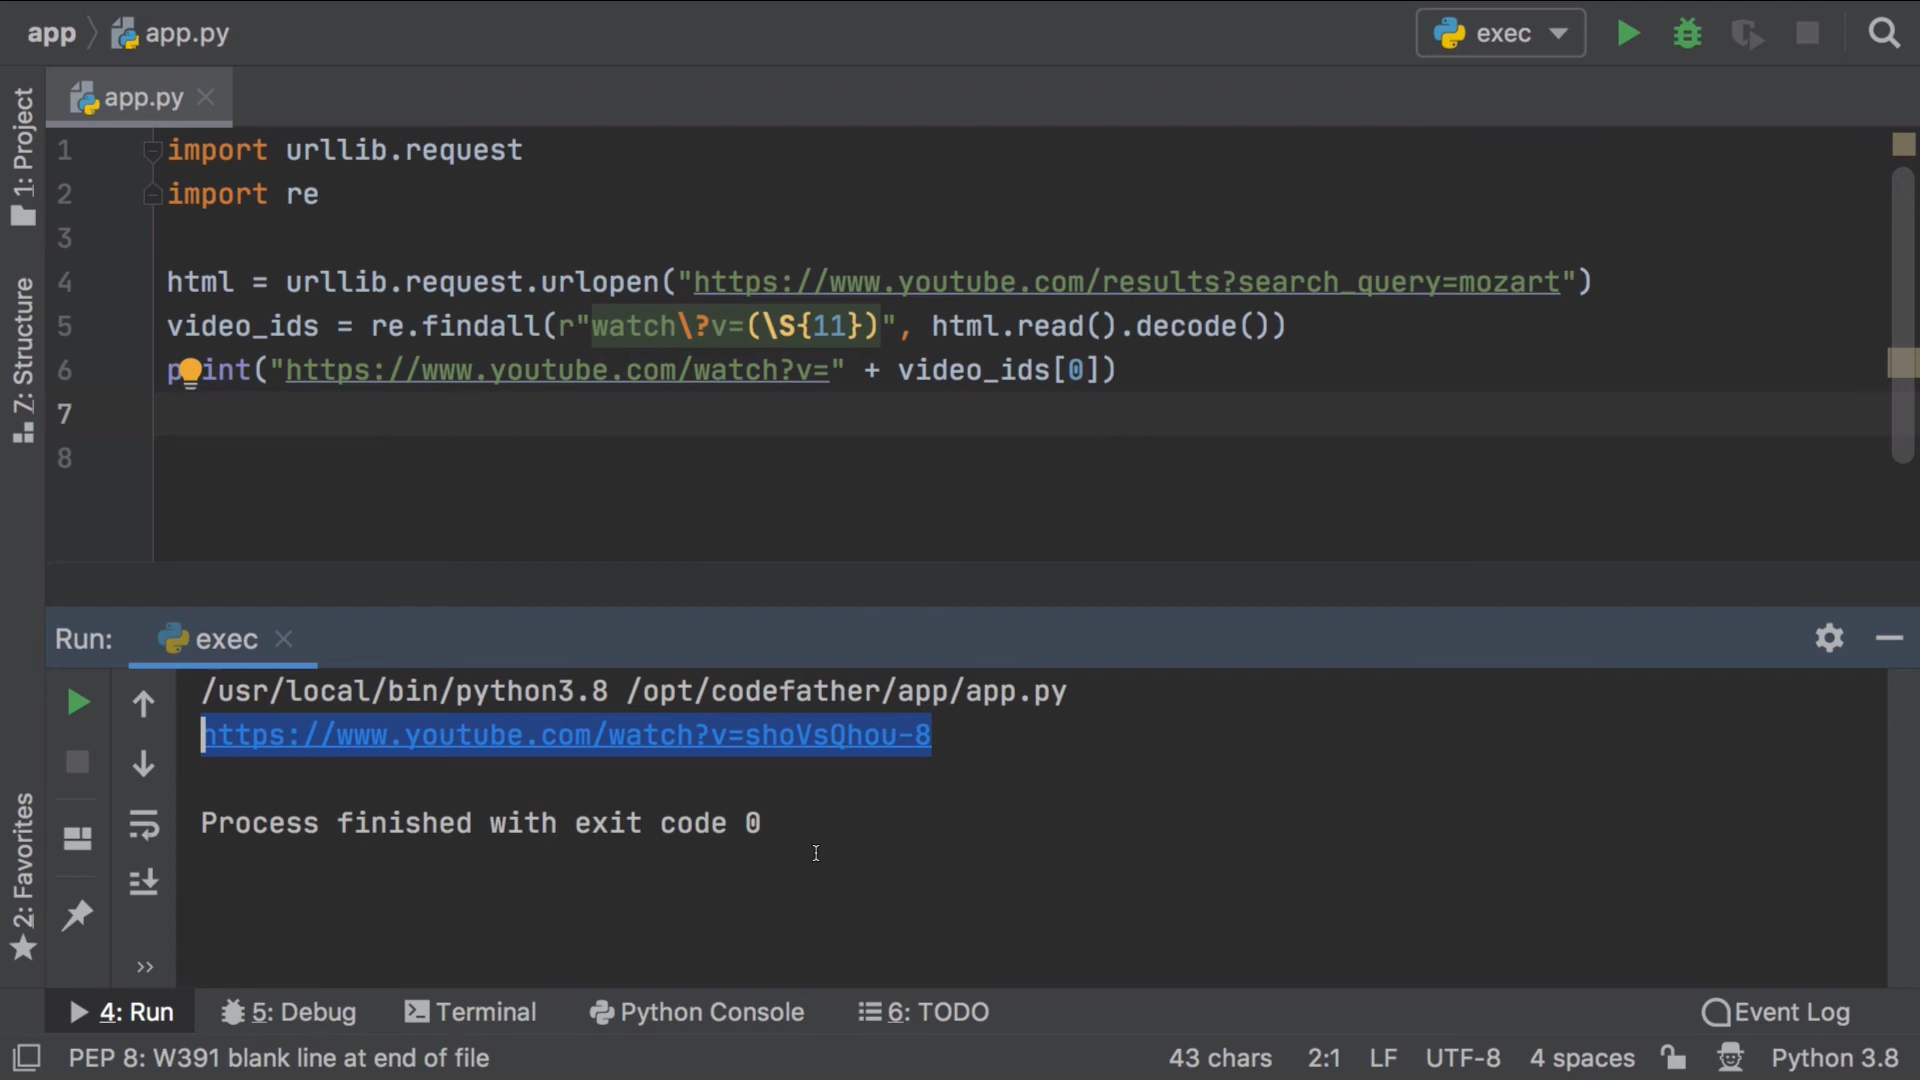 app app.py exec
app.py
1: Project
7: Structure
2: Favorites
1 import urllib.request
2 import re
3
4 html = urllib.request.urlopen("https://www.youtube.com/results?search_query=mozart")
5 video_ids = re.findall(r"watch\?v=(\S{11})", html.read().decode())
6 print("https://www.youtube.com/watch?v=" + video_ids[0])
7
8
Run: exec
/usr/local/bin/python3.8 /opt/codefather/app/app.py
https://www.youtube.com/watch?v=shoVsQhou-8
Process finished with exit code 0
4: Run 5: Debug Terminal Python Console 6: TODO Event Log
PEP 8: W391 blank line at end of file 43 chars 2:1 LF UTF-8 4 spaces Python 3.8